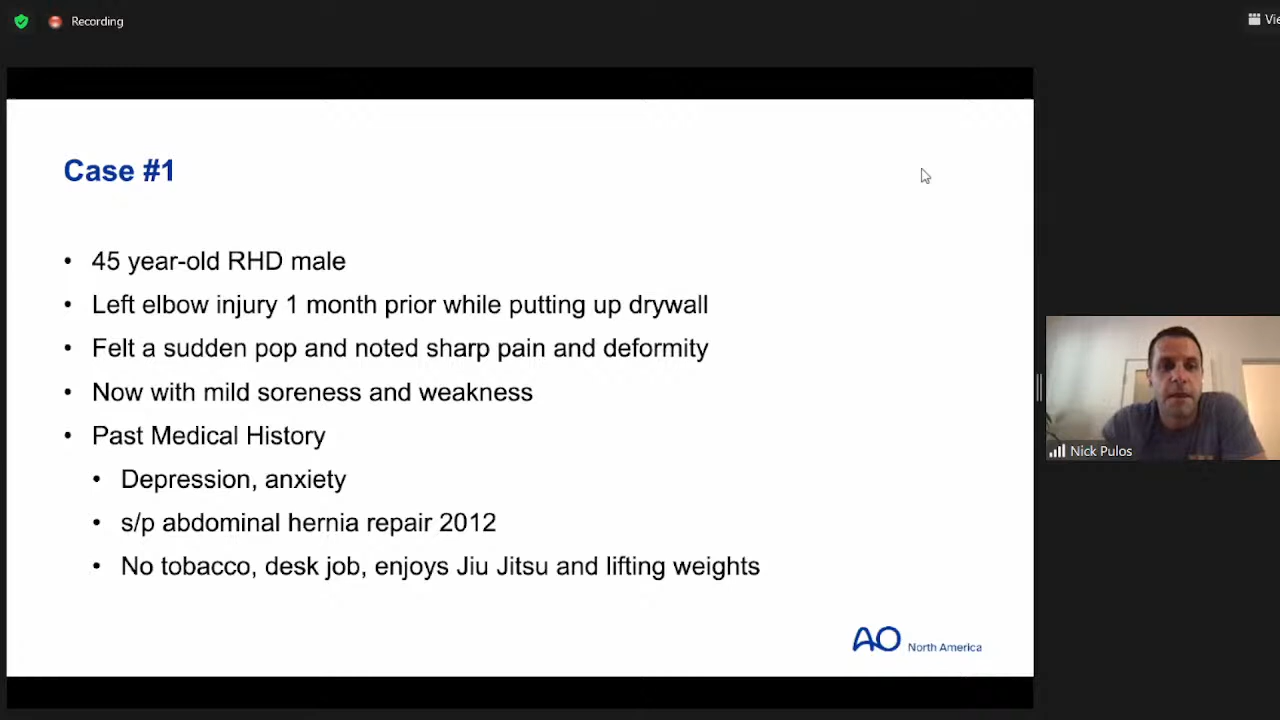 Recording
Vie
Case #1
• 45 year-old RHD male
• Left elbow injury 1 month prior while putting up drywall
• Felt a sudden pop and noted sharp pain and deformity
• Now with mild soreness and weakness
• Past Medical History
• Depression, anxiety
• s/p abdominal hernia repair 2012
• No tobacco, desk job, enjoys Jiu Jitsu and lifting weights
Nick Pulos
AO North America